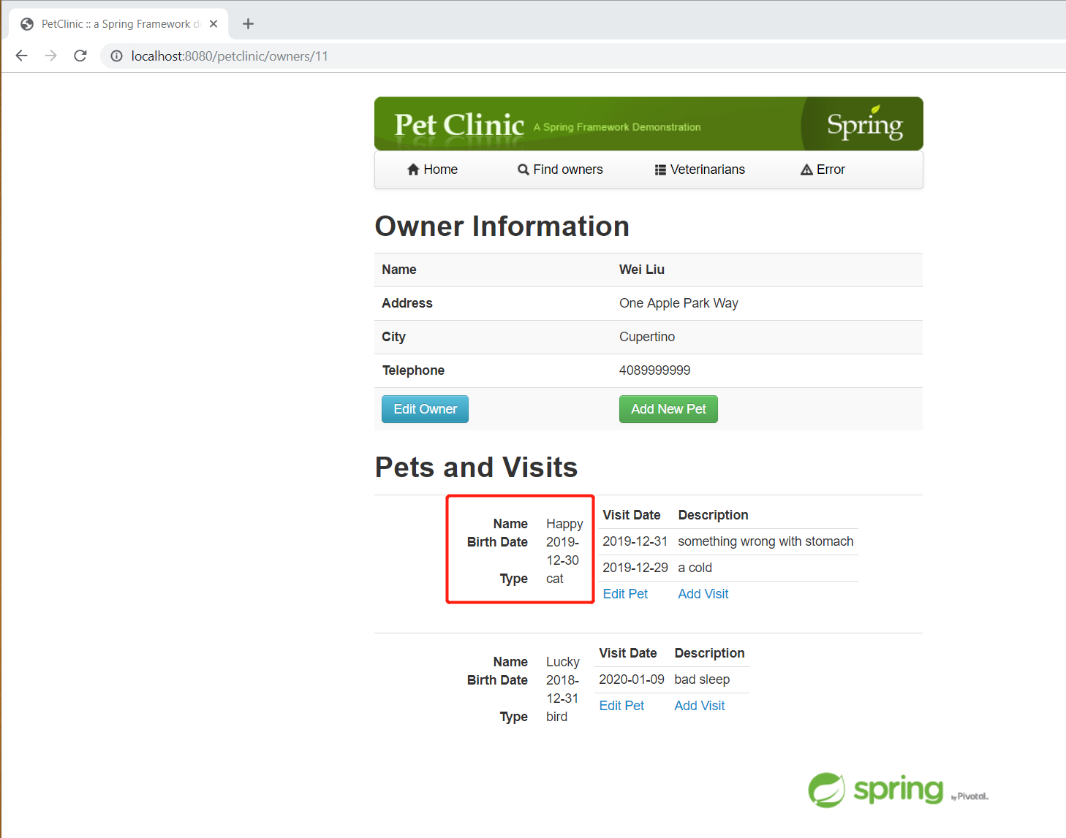 PetClinic :: a Spring Framework d
localhost:8080/petclinic/owners/11
Pet Clinic A Spring Framework Demonstration Spring
Home Find owners Veterinarians Error
Owner Information
Name Wei Liu
Address One Apple Park Way
City Cupertino
Telephone 4089999999
Edit Owner Add New Pet
Pets and Visits
Name Happy
Birth Date 2019-
12-30
Type cat
Visit Date Description
2019-12-31 something wrong with stomach
2019-12-29 a cold
Edit Pet Add Visit
Name Lucky
Birth Date 2018-
12-31
Type bird
Visit Date Description
2020-01-09 bad sleep
Edit Pet Add Visit
spring by Pivotal.